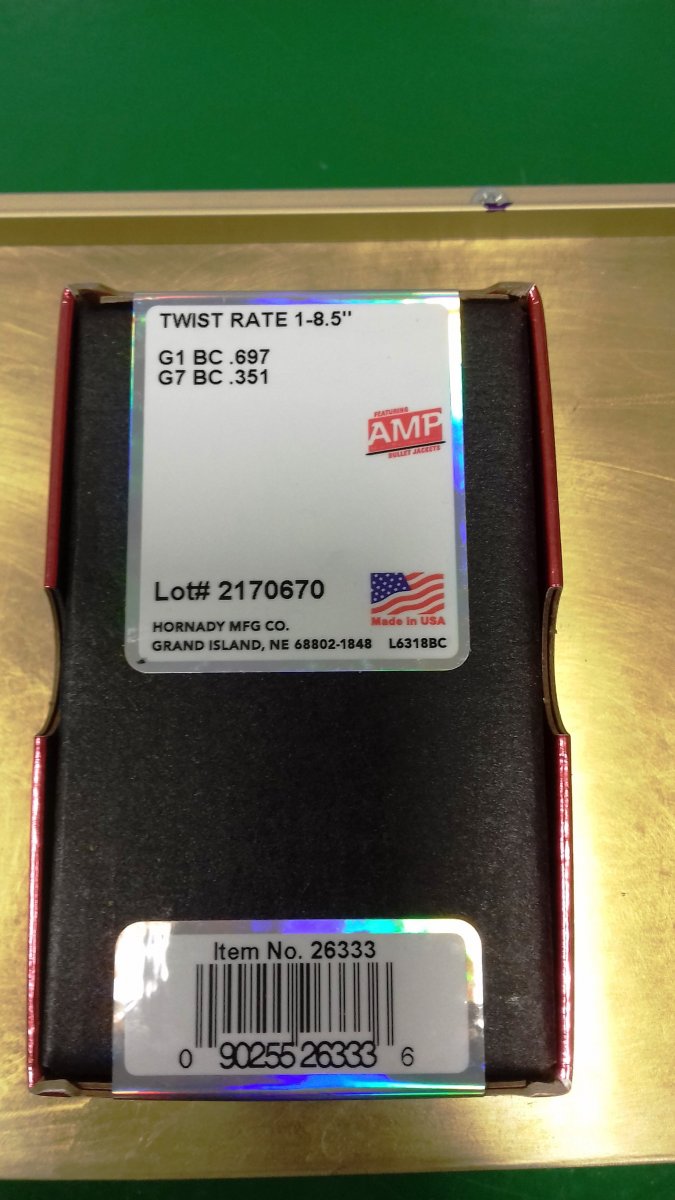 TWIST RATE 1-8.5"
G1 BC .697
G7 BC .351
FEATURING
AMP
BULLET JACKETS
Lot# 2170670
Made in USA
HORNADY MFG CO.
GRAND ISLAND, NE 68802-1848 L6318BC
Item No. 26333
0 90255 26333 6